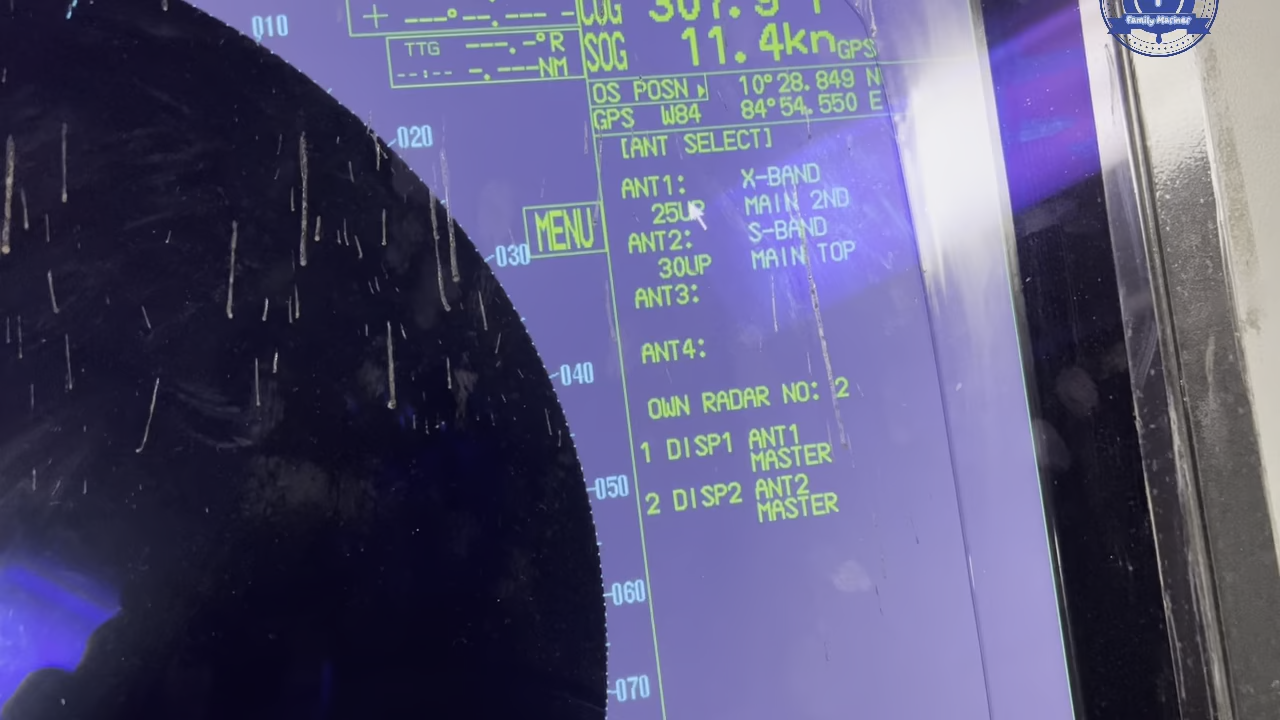 010
+ ---°--.--- -
COG 307.9°T
TTG ---.-°R
--:-- -.---NM
SOG 11.4kn GPS
OS POSN 10°28.849 N
GPS W84 84°54.550 E
020
[ANT SELECT]
ANT1: X-BAND
25UP MAIN 2ND
ANT2: S-BAND
30UP MAIN TOP
MENU
030
ANT3:
ANT4:
040
OWN RADAR NO: 2
1 DISP1 ANT1
MASTER
050
2 DISP2 ANT2
MASTER
060
070
Family Mariner